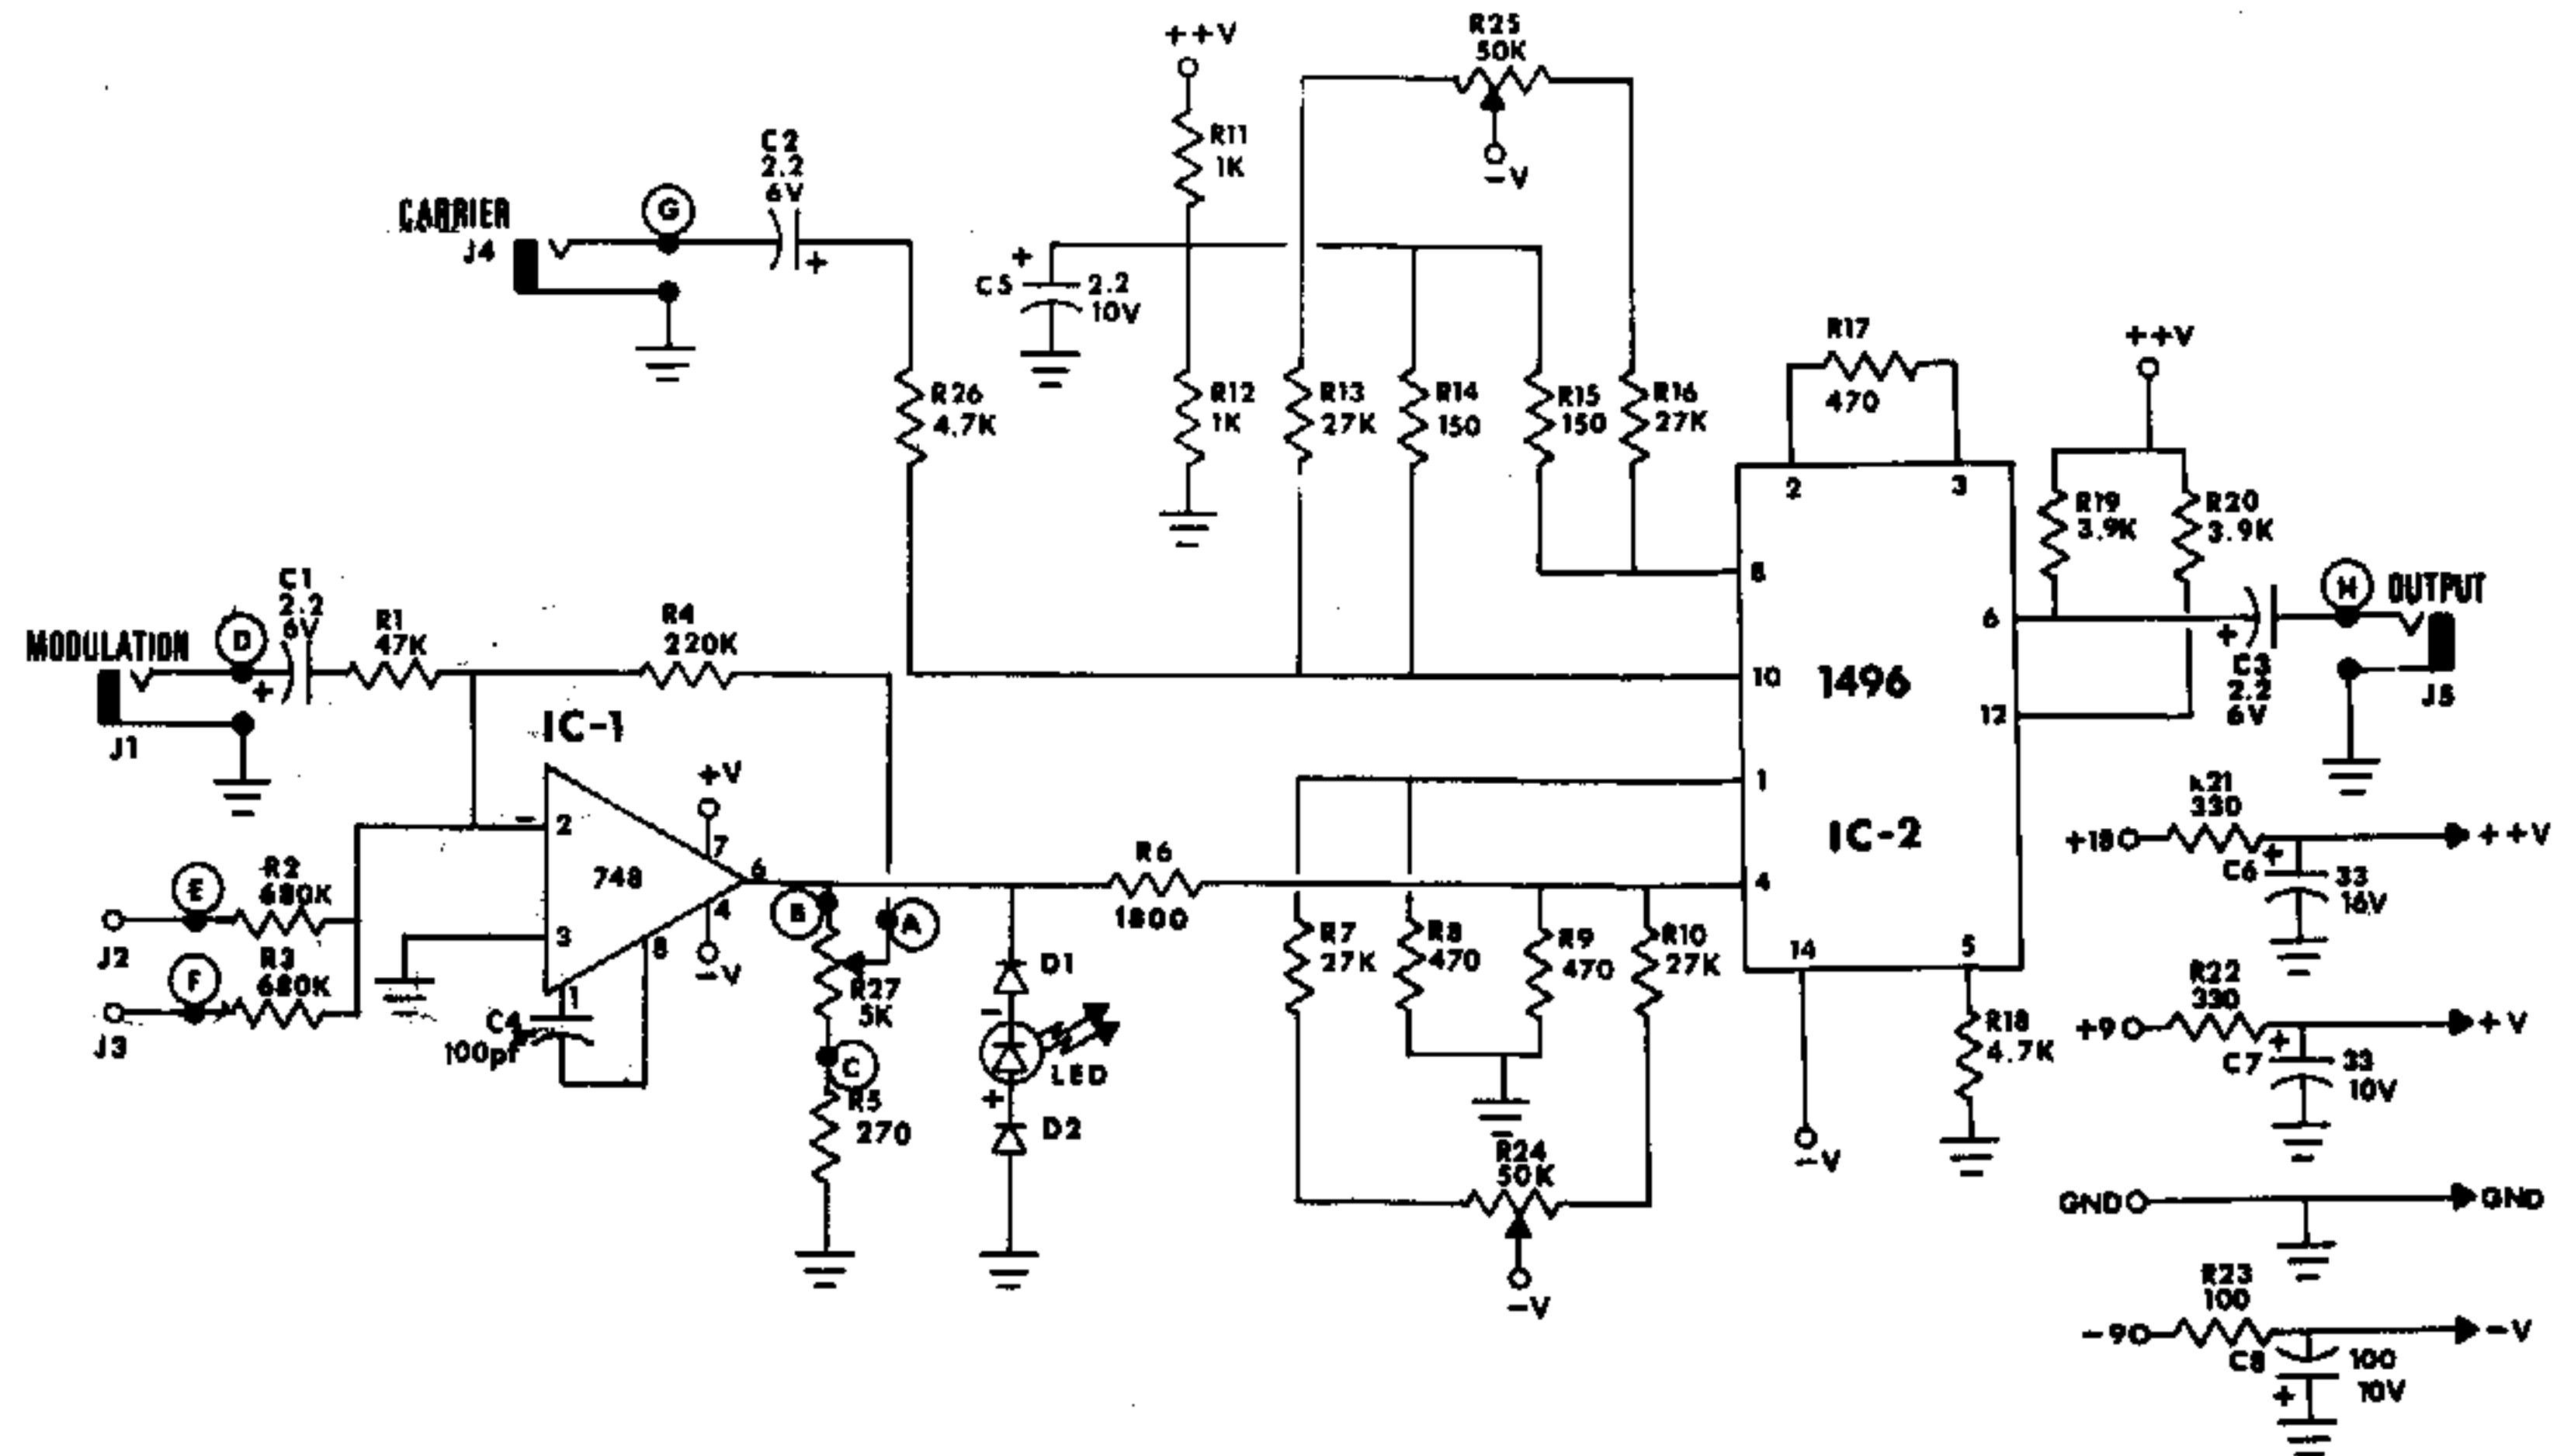 R25
50K
++V
-V
R11
1K
C2
2.2
6V
CARRIER
J4
G
+
+
C5
2.2
10V
R26
4.7K
R12
1K
R13
27K
R14
150
R15
150
R16
27K
R17
470
++V
2
3
R19
3.9K
R20
3.9K
8
6
10
12
1
4
14
5
1496
IC-2
H
OUTPUT
+
C3
2.2
6V
J5
MODULATION
D
C1
2.2
6V
+
R1
47K
R4
220K
J1
IC-1
+V
-
2
7
748
6
3
4
8
1
-V
E
R2
680K
J2
F
R3
680K
J3
C4
100pf
B
A
R27
5K
C
R5
270
D1
-
LED
+
D2
R6
1800
R7
27K
R8
470
R9
470
R10
27K
R24
50K
-V
-V
R18
4.7K
R21
330
+18
++V
+
C6
33
16V
R22
330
+9
+V
+
C7
33
10V
GND
GND
R23
100
-9
-V
C8
100
10V
+